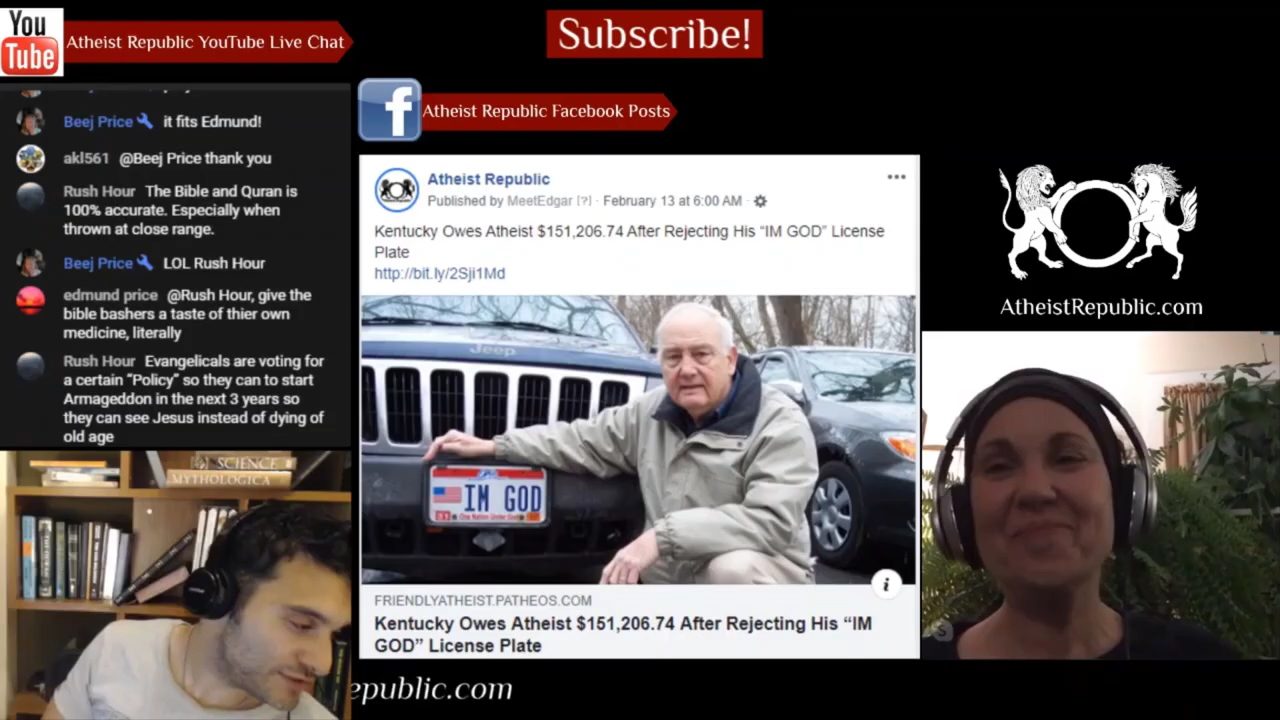 You
Tube
Atheist Republic YouTube Live Chat
Subscribe!
Beej Price it fits Edmund!
akl561 @Beej Price thank you
Rush Hour The Bible and Quran is
100% accurate. Especially when
thrown at close range.
Beej Price LOL Rush Hour
edmund price @Rush Hour, give the
bible bashers a taste of thier own
medicine, literally
Rush Hour Evangelicals are voting for
a certain “Policy” so they can to start
Armageddon in the next 3 years so
they can see Jesus instead of dying of
old age
f
Atheist Republic Facebook Posts
Atheist Republic
Published by MeetEdgar [?] · February 13 at 6:00 AM ·
Kentucky Owes Atheist $151,206.74 After Rejecting His “IM GOD” License
Plate
http://bit.ly/2Sji1Md
Jeep
IM GOD
One Nation Under God
i
FRIENDLYATHEIST.PATHEOS.COM
Kentucky Owes Atheist $151,206.74 After Rejecting His “IM
GOD” License Plate
AtheistRepublic.com
SCIENCE
MYTHOLOGICA
epublic.com